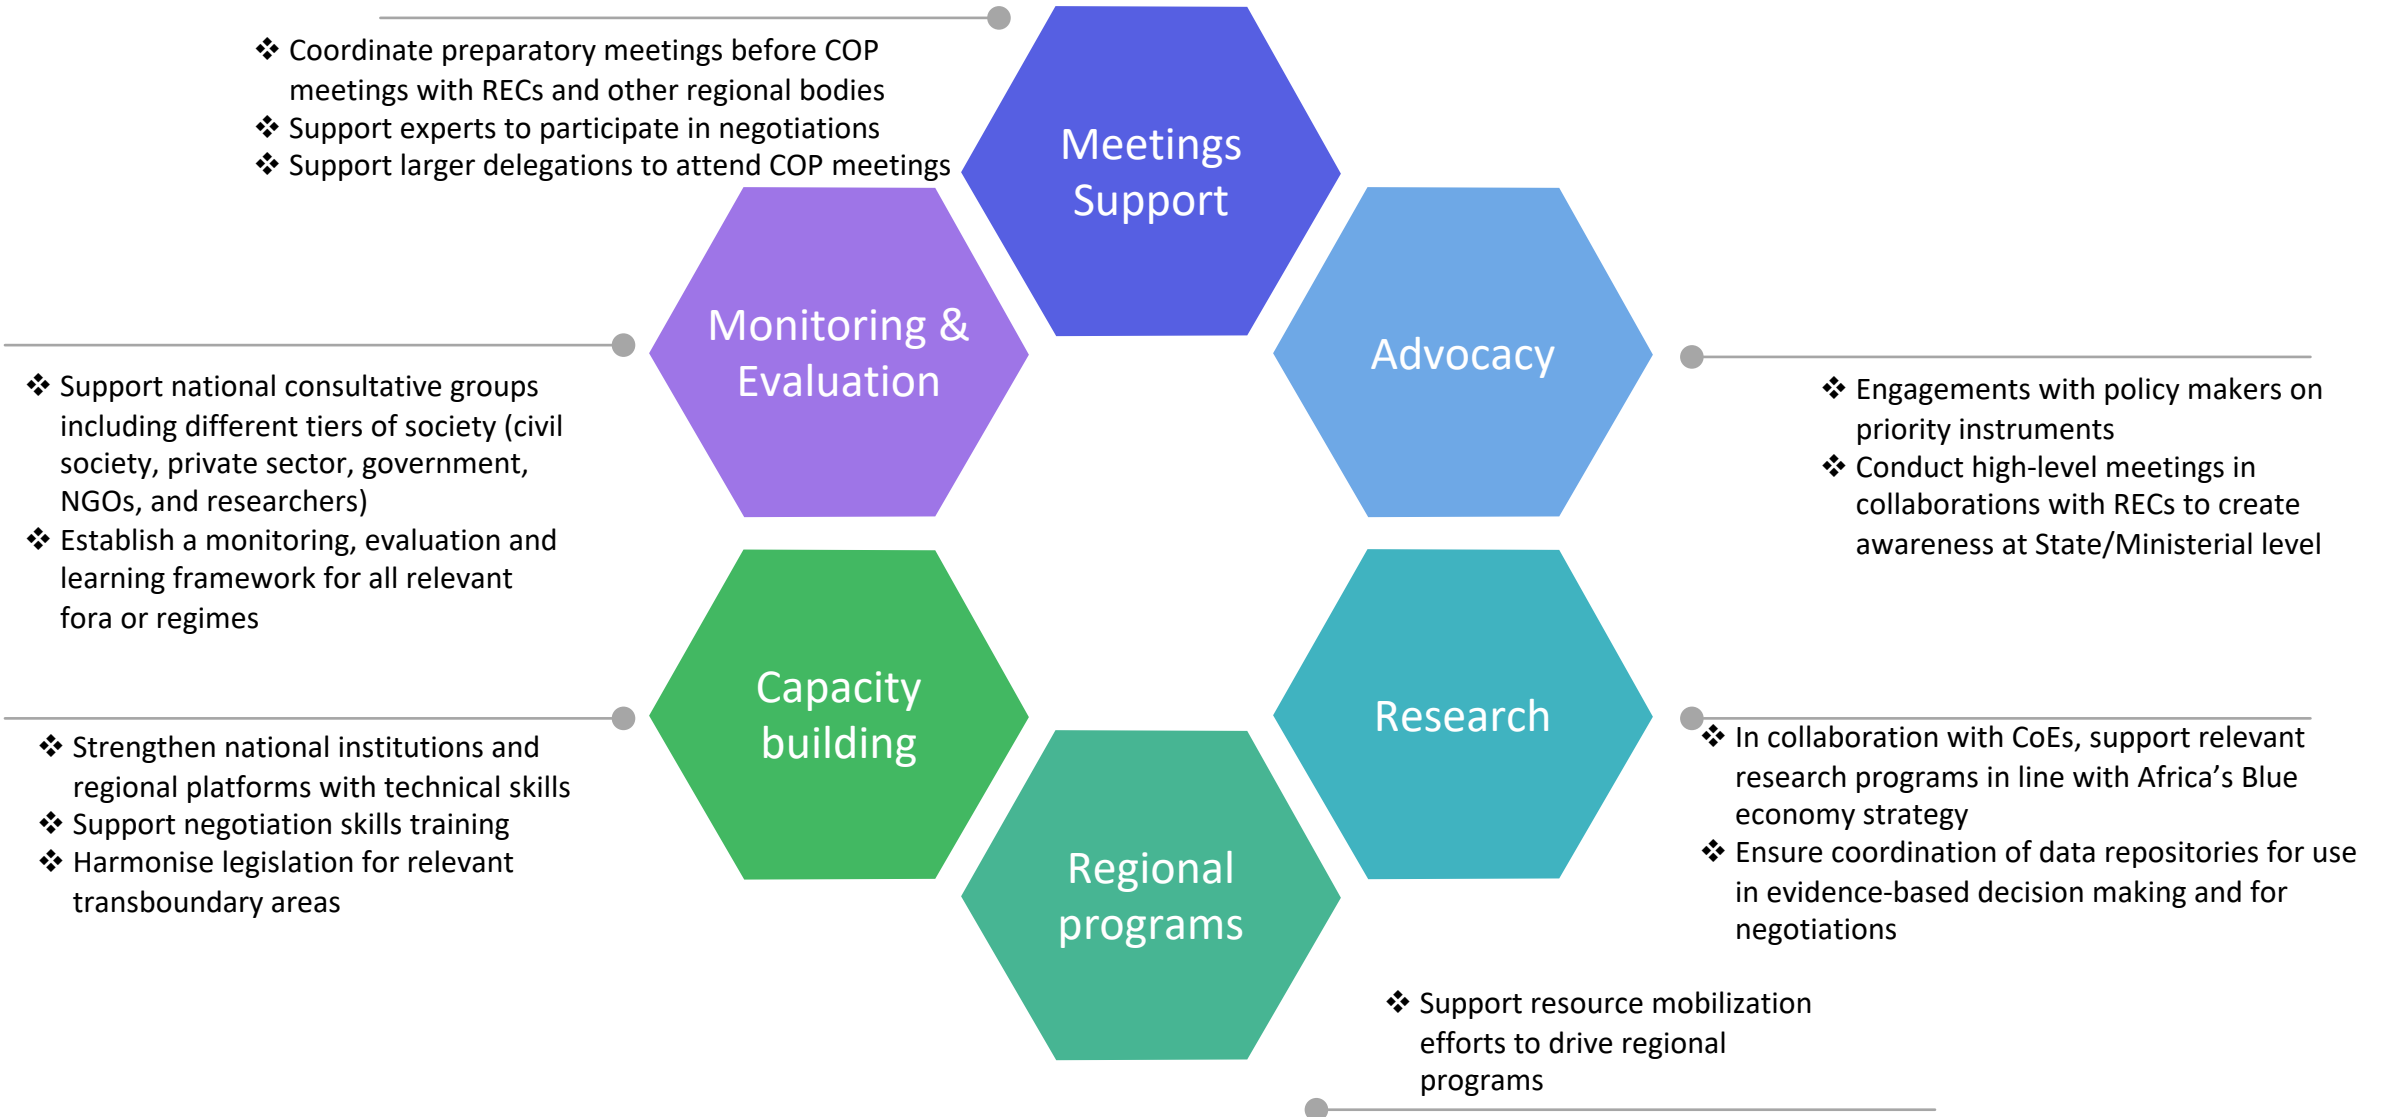 ❖ Coordinate preparatory meetings before COP
meetings with RECs and other regional bodies
❖ Support experts to participate in negotiations
❖ Support larger delegations to attend COP meetings
Meetings
Support
Monitoring &
Evaluation
Advocacy
❖ Support national consultative groups
including different tiers of society (civil
society, private sector, government,
NGOs, and researchers)
❖ Establish a monitoring, evaluation and
learning framework for all relevant
fora or regimes
❖ Engagements with policy makers on
priority instruments
❖ Conduct high-level meetings in
collaborations with RECs to create
awareness at State/Ministerial level
Capacity
building
Research
❖ Strengthen national institutions and
regional platforms with technical skills
❖ Support negotiation skills training
❖ Harmonise legislation for relevant
transboundary areas
❖ In collaboration with CoEs, support relevant
research programs in line with Africa’s Blue
economy strategy
❖ Ensure coordination of data repositories for use
in evidence-based decision making and for
negotiations
Regional
programs
❖ Support resource mobilization
efforts to drive regional
programs